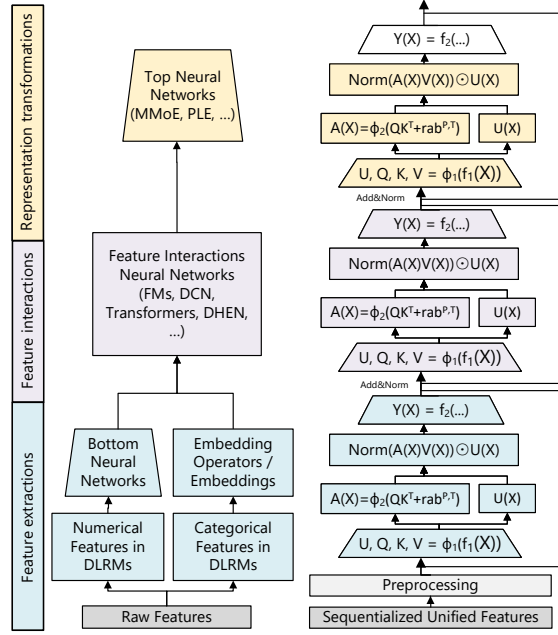 Representation transformations
Feature interactions
Feature extractions
Top Neural
Networks
(MMoE, PLE, ...)
Feature Interactions
Neural Networks
(FMs, DCN,
Transformers, DHEN,
...)
Bottom
Neural
Networks
Embedding
Operators /
Embeddings
Numerical
Features in
DLRMs
Categorical
Features in
DLRMs
Raw Features
Y(X) = f₂(...)
Norm(A(X)V(X))⊙U(X)
A(X)=ϕ₂(QKᵀ+rabᴾ,ᵀ)
U(X)
U, Q, K, V = ϕ₁(f₁(X))
Add&Norm
Y(X) = f₂(...)
Norm(A(X)V(X))⊙U(X)
A(X)=ϕ₂(QKᵀ+rabᴾ,ᵀ)
U(X)
U, Q, K, V = ϕ₁(f₁(X))
Add&Norm
Y(X) = f₂(...)
Norm(A(X)V(X))⊙U(X)
A(X)=ϕ₂(QKᵀ+rabᴾ,ᵀ)
U(X)
U, Q, K, V = ϕ₁(f₁(X))
Preprocessing
Sequentialized Unified Features